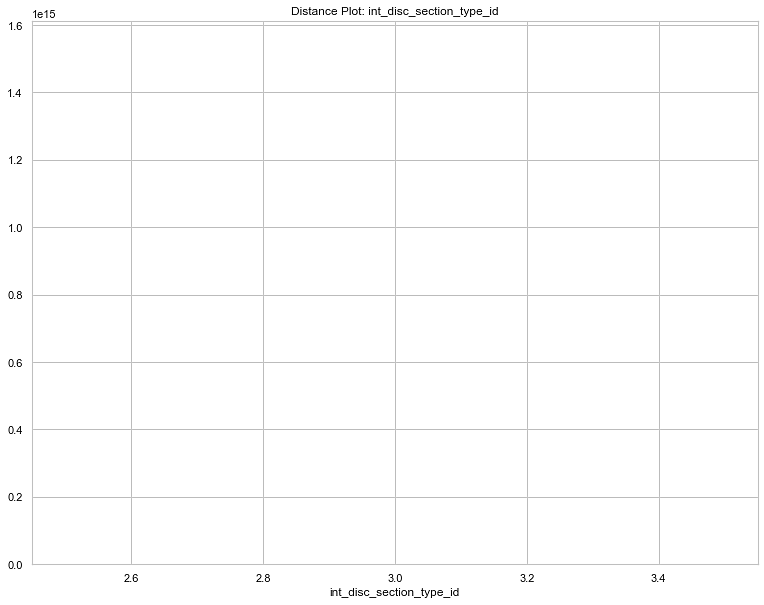 Distance Plot: int_disc_section_type_id
1e15
1.6
1.4
1.2
1.0
0.8
0.6
0.4
0.2
0.0
2.6 2.8 3.0 3.2 3.4
int_disc_section_type_id